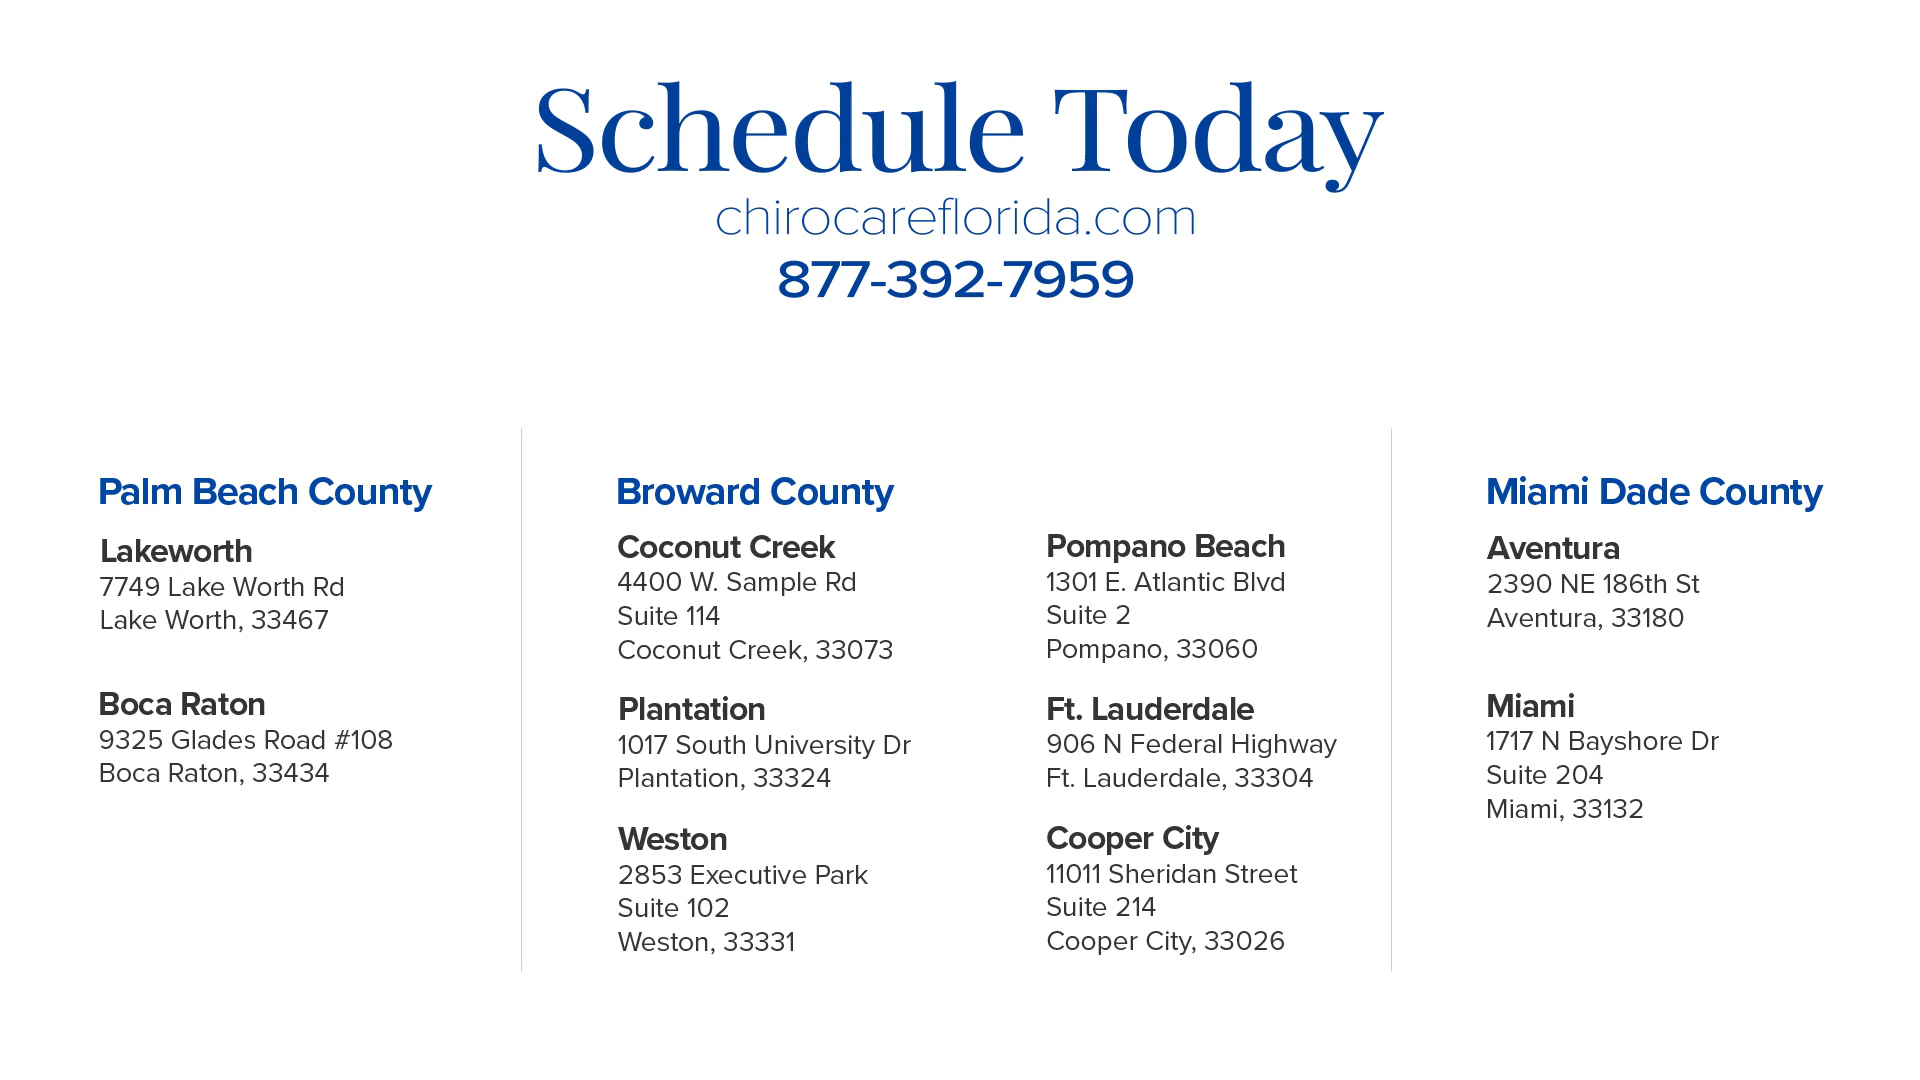 Schedule Today
chirocareflorida.com
877-392-7959
Palm Beach County
Lakeworth
7749 Lake Worth Rd
Lake Worth, 33467
Boca Raton
9325 Glades Road #108
Boca Raton, 33434
Broward County
Coconut Creek
4400 W. Sample Rd
Suite 114
Coconut Creek, 33073
Plantation
1017 South University Dr
Plantation, 33324
Weston
2853 Executive Park
Suite 102
Weston, 33331
Pompano Beach
1301 E. Atlantic Blvd
Suite 2
Pompano, 33060
Ft. Lauderdale
906 N Federal Highway
Ft. Lauderdale, 33304
Cooper City
11011 Sheridan Street
Suite 214
Cooper City, 33026
Miami Dade County
Aventura
2390 NE 186th St
Aventura, 33180
Miami
1717 N Bayshore Dr
Suite 204
Miami, 33132